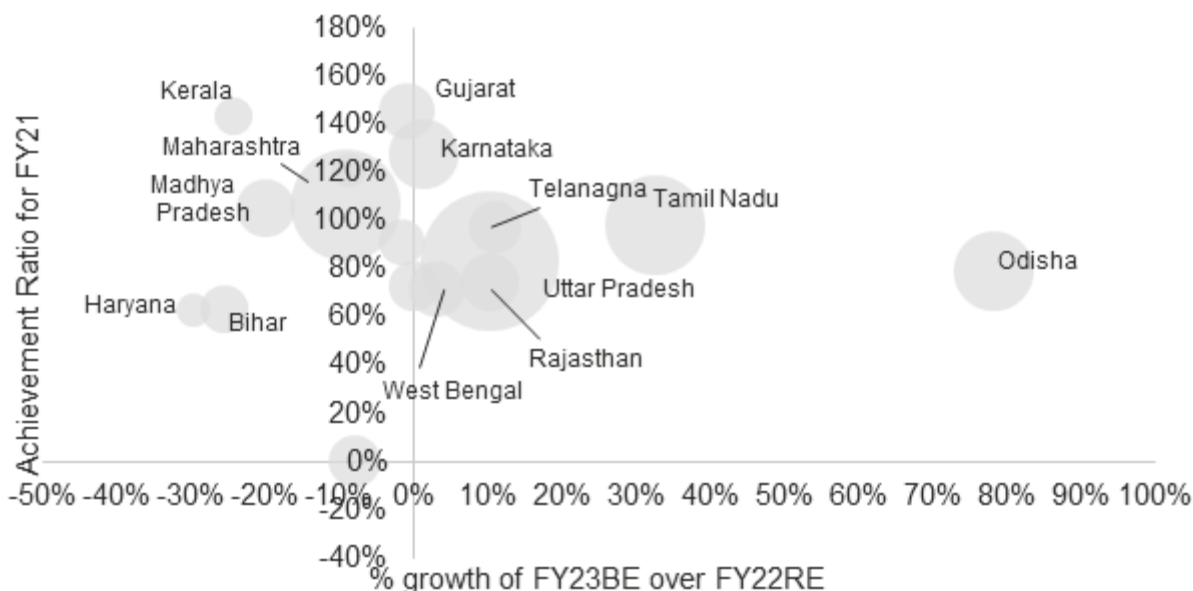 180%
160%
140%
120%
100%
80%
60%
40%
20%
0%
-20%
-40%
Achievement Ratio for FY21
Kerala
Gujarat
Maharashtra
Karnataka
Madhya
Pradesh
Telanagna
Tamil Nadu
Odisha
Haryana
Bihar
Uttar Pradesh
Rajasthan
West Bengal
-50% -40% -30% -20% -10% 0% 10% 20% 30% 40% 50% 60% 70% 80% 90% 100%
% growth of FY23BE over FY22RE